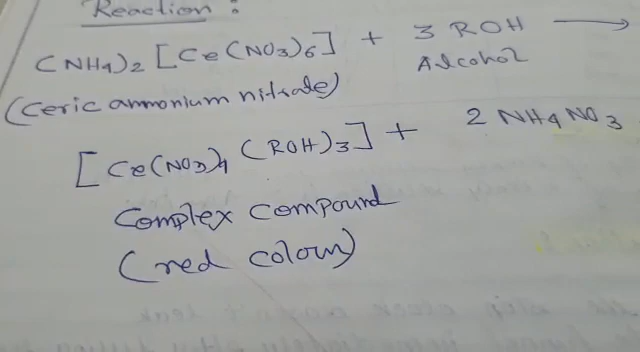 Reaction :
(NH4)2 [Ce(NO3)6] + 3 ROH ⟶
Alcohol
(Ceric ammonium nitrate)
[Ce(NO3)4 (ROH)3] + 2 NH4NO3
Complex compound
(red colour)